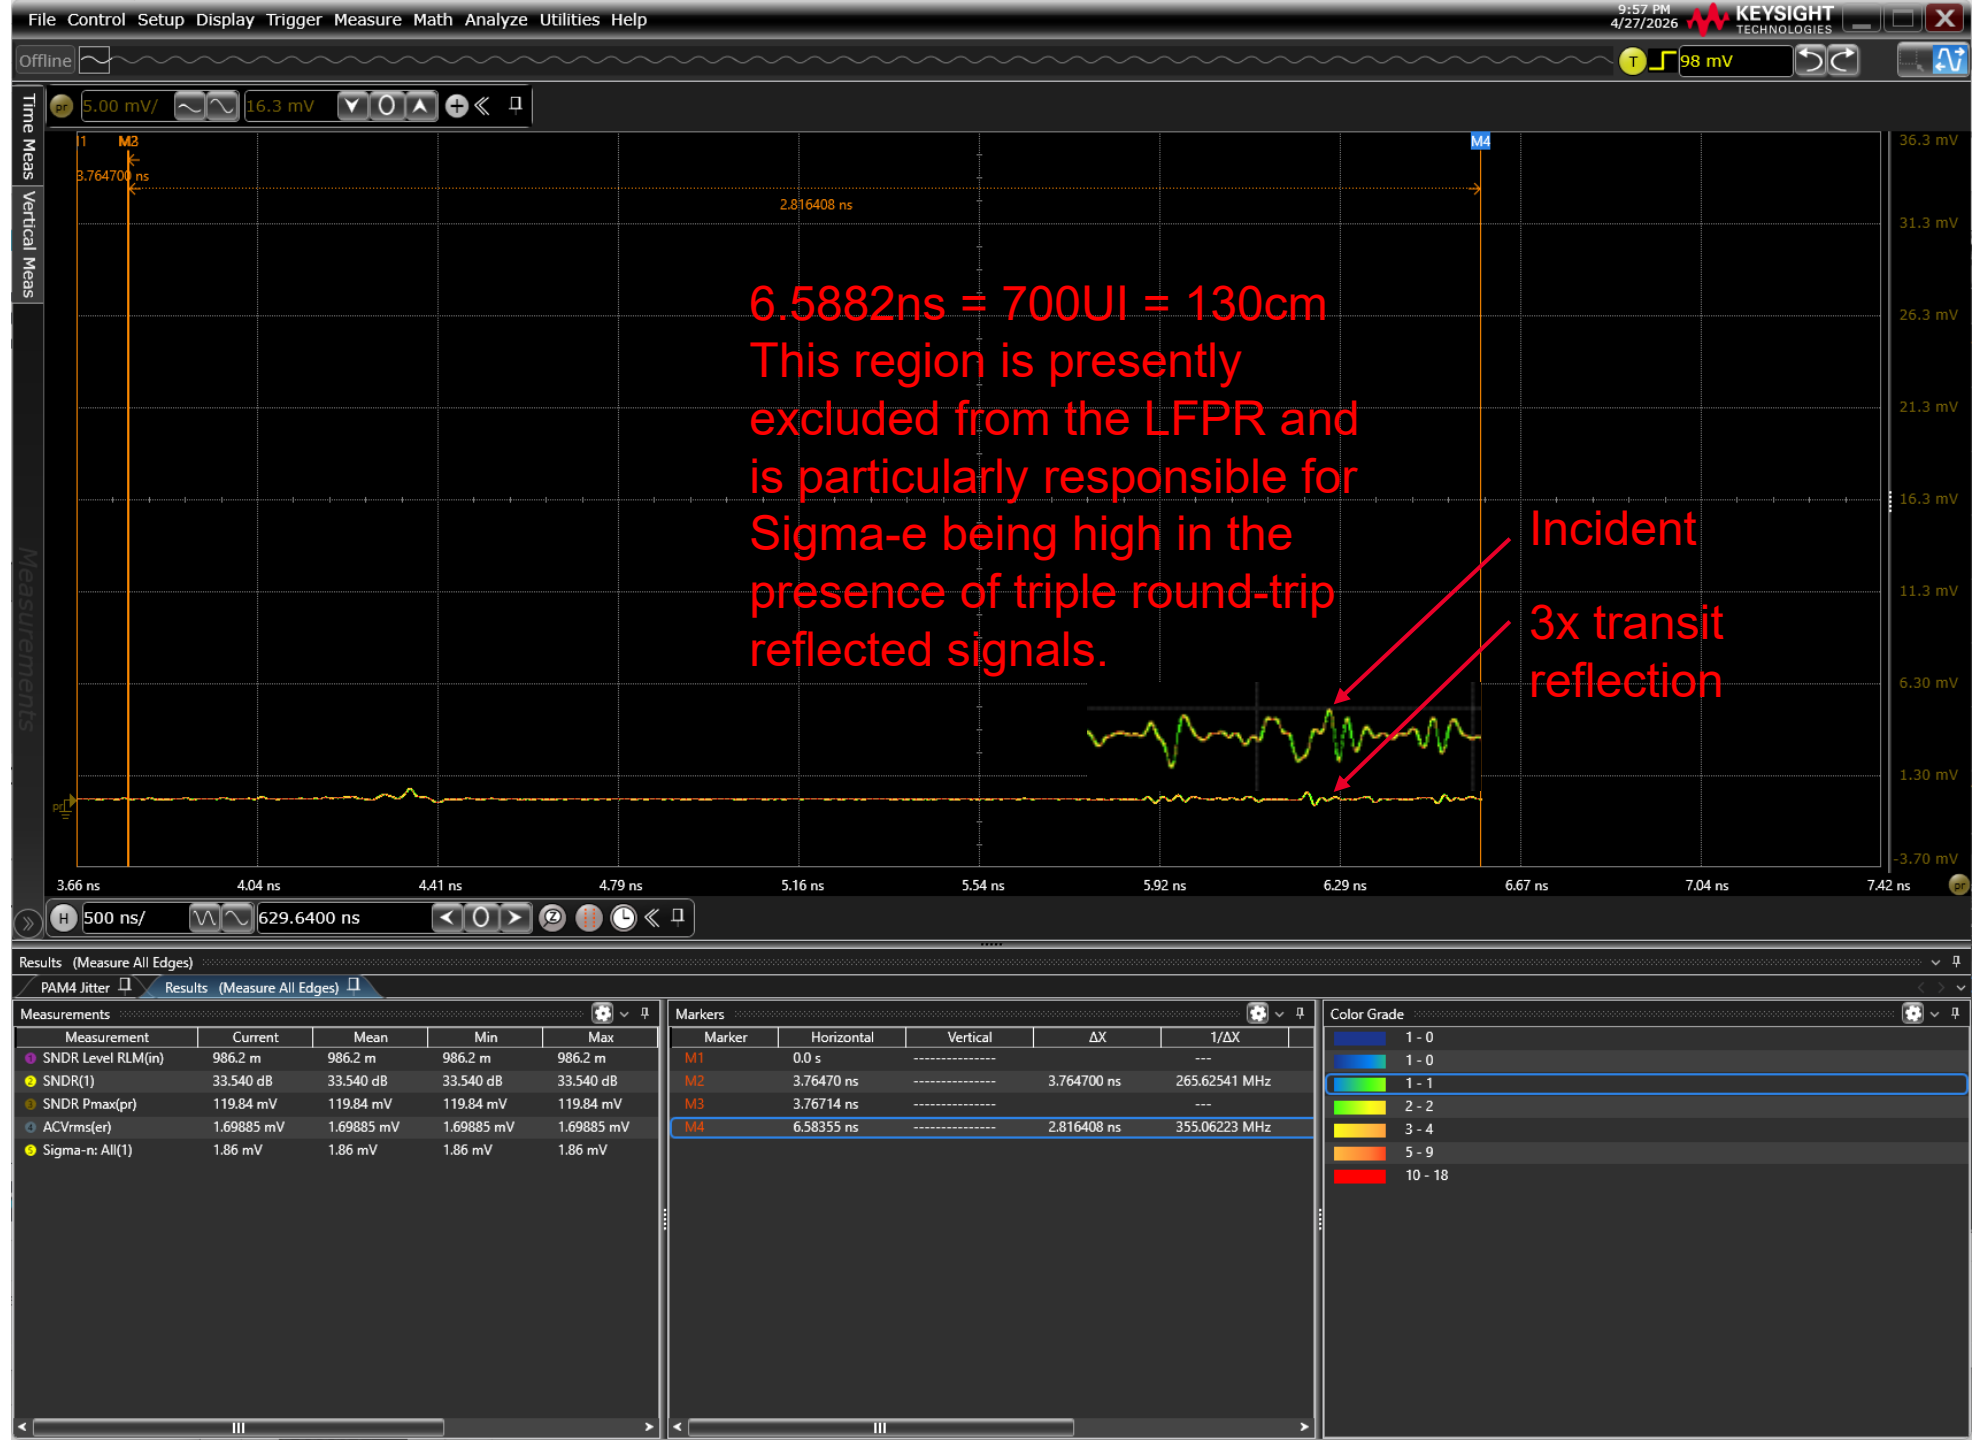 File Control Setup Display Trigger Measure Math Analyze Utilities Help
9:57 PM
4/27/2026
KEYSIGHT
TECHNOLOGIES
Offline
T
98 mV
Time Meas
Vertical Meas
Measurements
pr
5.00 mV/
16.3 mV
0
M3
M4
3.764700 ns
2.816408 ns
36.3 mV
31.3 mV
26.3 mV
21.3 mV
16.3 mV
11.3 mV
6.30 mV
1.30 mV
-3.70 mV
6.5882ns = 700UI = 130cm
This region is presently
excluded from the LFPR and
is particularly responsible for
Sigma-e being high in the
presence of triple round-trip
reflected signals.
Incident
3x transit
reflection
3.66 ns
4.04 ns
4.41 ns
4.79 ns
5.16 ns
5.54 ns
5.92 ns
6.29 ns
6.67 ns
7.04 ns
7.42 ns
pr
H
500 ns/
629.6400 ns
0
Results (Measure All Edges)
PAM4 Jitter
Results (Measure All Edges)
Measurements
Measurement Current Mean Min Max
1 SNDR Level RLM(in) 986.2 m 986.2 m 986.2 m 986.2 m
2 SNDR(1) 33.540 dB 33.540 dB 33.540 dB 33.540 dB
3 SNDR Pmax(pr) 119.84 mV 119.84 mV 119.84 mV 119.84 mV
4 ACVrms(er) 1.69885 mV 1.69885 mV 1.69885 mV 1.69885 mV
5 Sigma-n: All(1) 1.86 mV 1.86 mV 1.86 mV 1.86 mV
Markers
Marker Horizontal Vertical ΔX 1/ΔX
M1 0.0 s --------------- ---
M2 3.76470 ns --------------- 3.764700 ns 265.62541 MHz
M3 3.76714 ns --------------- ---
M4 6.58355 ns --------------- 2.816408 ns 355.06223 MHz
Color Grade
1 - 0
1 - 0
1 - 1
2 - 2
3 - 4
5 - 9
10 - 18